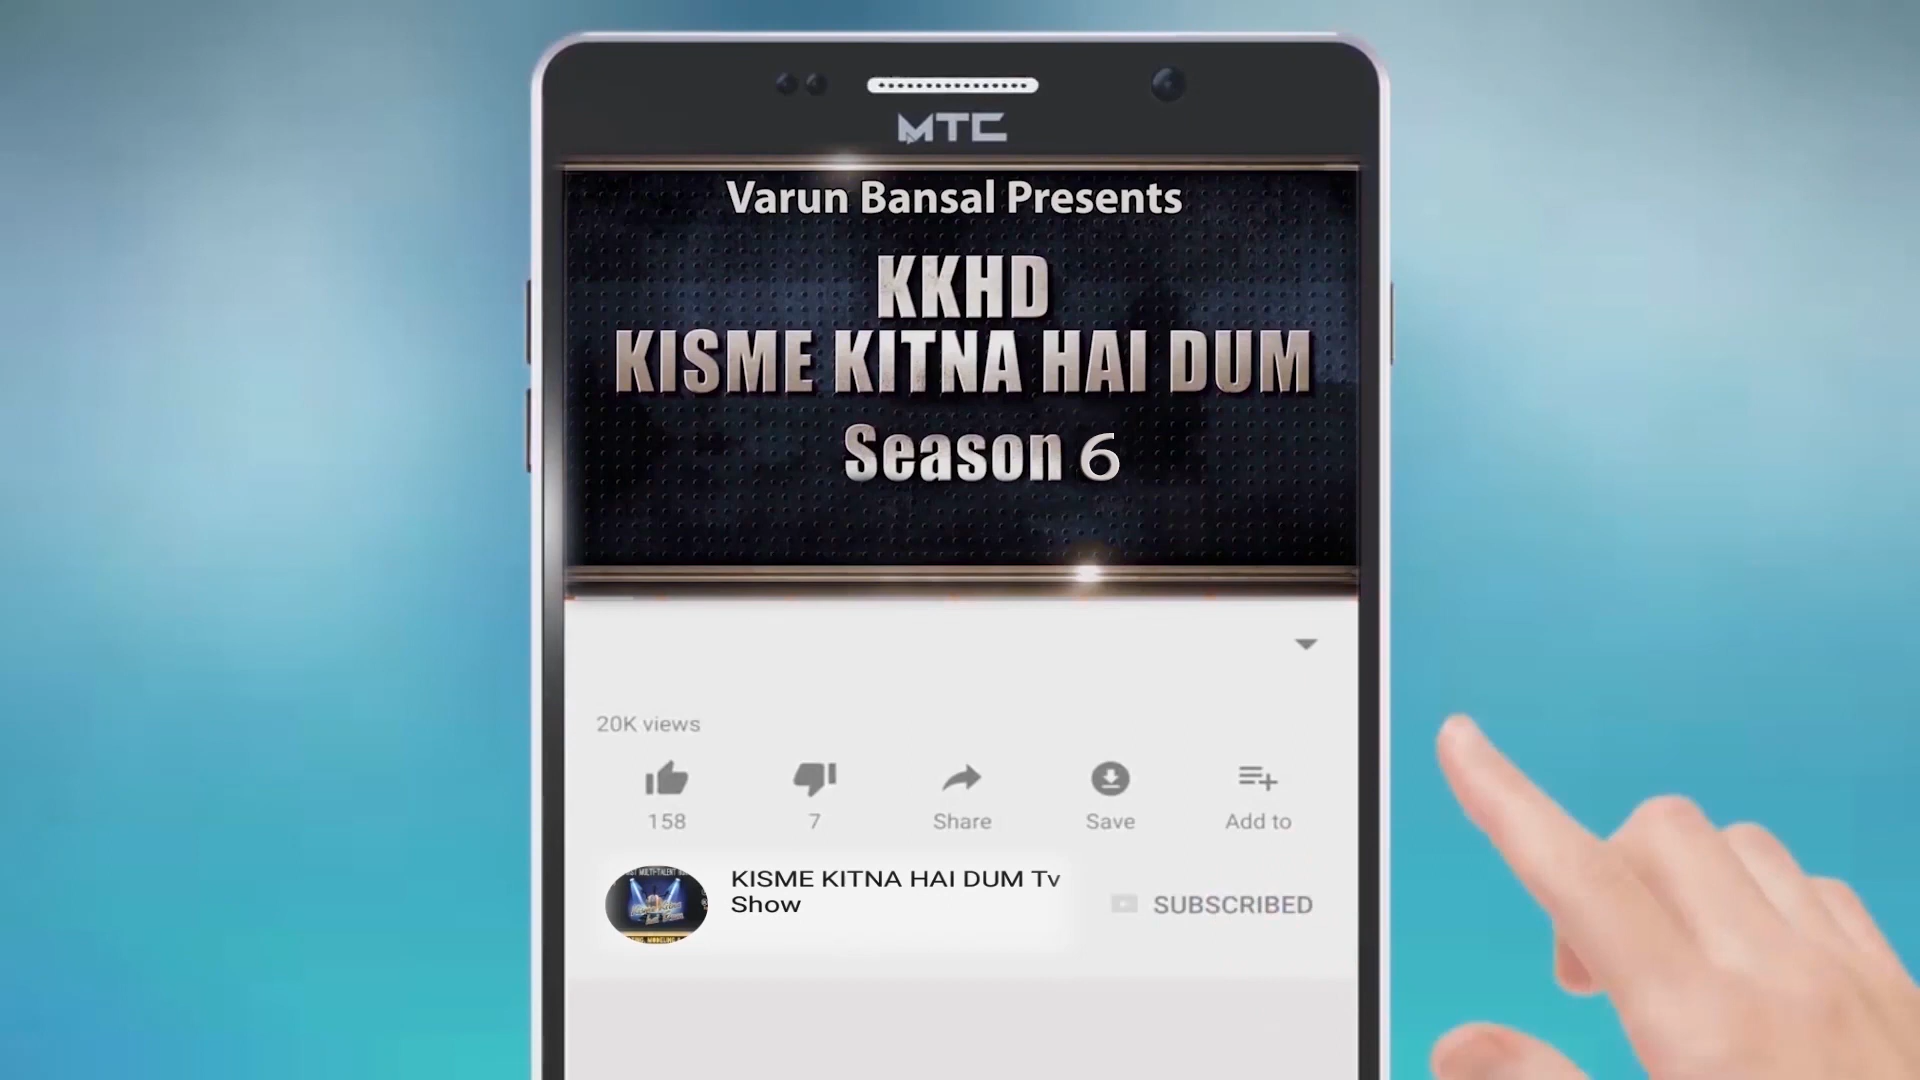 MTC
Varun Bansal Presents
KKHD
KISME KITNA HAI DUM
Season 6
20K views
158
7
Share
Save
Add to
KISME KITNA HAI DUM Tv
Show
SUBSCRIBED